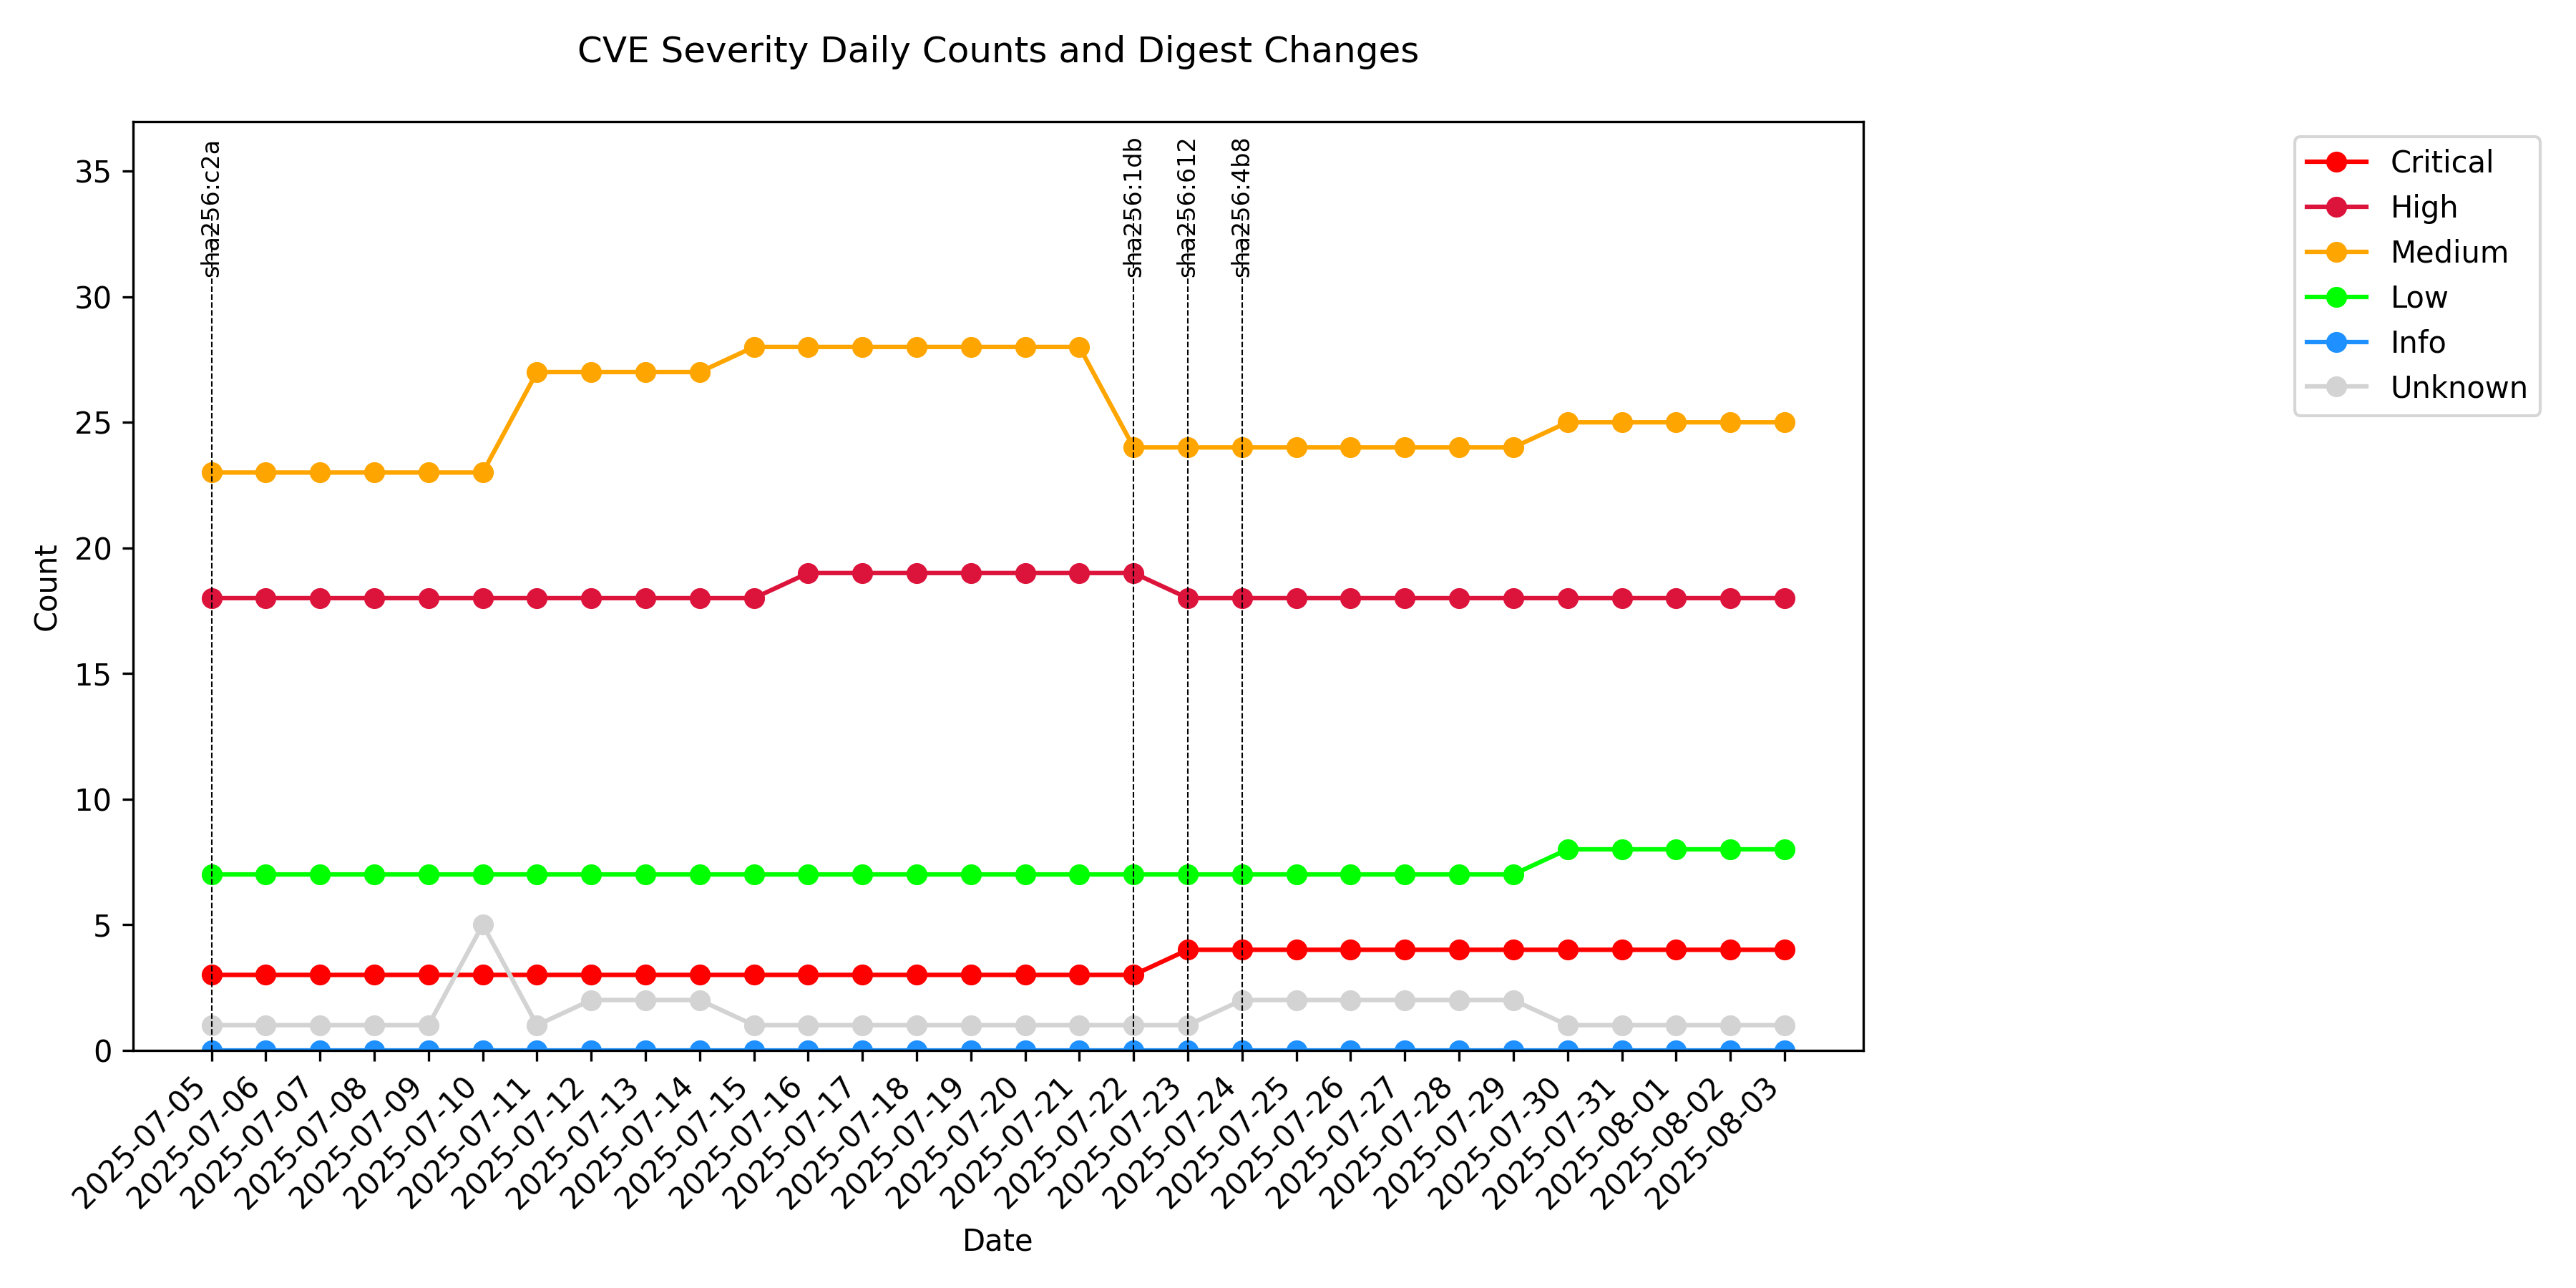 CVE Severity Daily Counts and Digest Changes
sha256:c2a
sha256:1db
sha256:612
sha256:4b8
Critical
High
Medium
Low
Info
Unknown
Count
35
30
25
20
15
10
5
0
2025-07-05
2025-07-06
2025-07-07
2025-07-08
2025-07-09
2025-07-10
2025-07-11
2025-07-12
2025-07-13
2025-07-14
2025-07-15
2025-07-16
2025-07-17
2025-07-18
2025-07-19
2025-07-20
2025-07-21
2025-07-22
2025-07-23
2025-07-24
2025-07-25
2025-07-26
2025-07-27
2025-07-28
2025-07-29
2025-07-30
2025-07-31
2025-08-01
2025-08-02
2025-08-03
Date